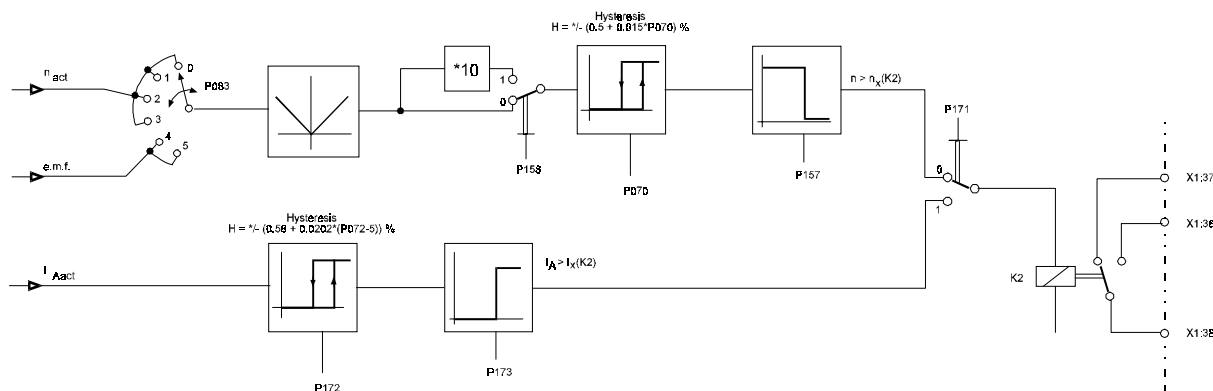 Hysteresis
H = */- (0.5 + 0.015*P070) %
n act
0
1
2
3
4
5
P083
e.m.f.
*10
1
0
P158
P070
n > nx(K2)
P157
P171
0
1
X1:37
X1:36
K2
X1:38
Hysteresis
H = */- (0.58 + 0.0202*(P072-5)) %
I Aact
IA > Ix(K2)
P172
P173